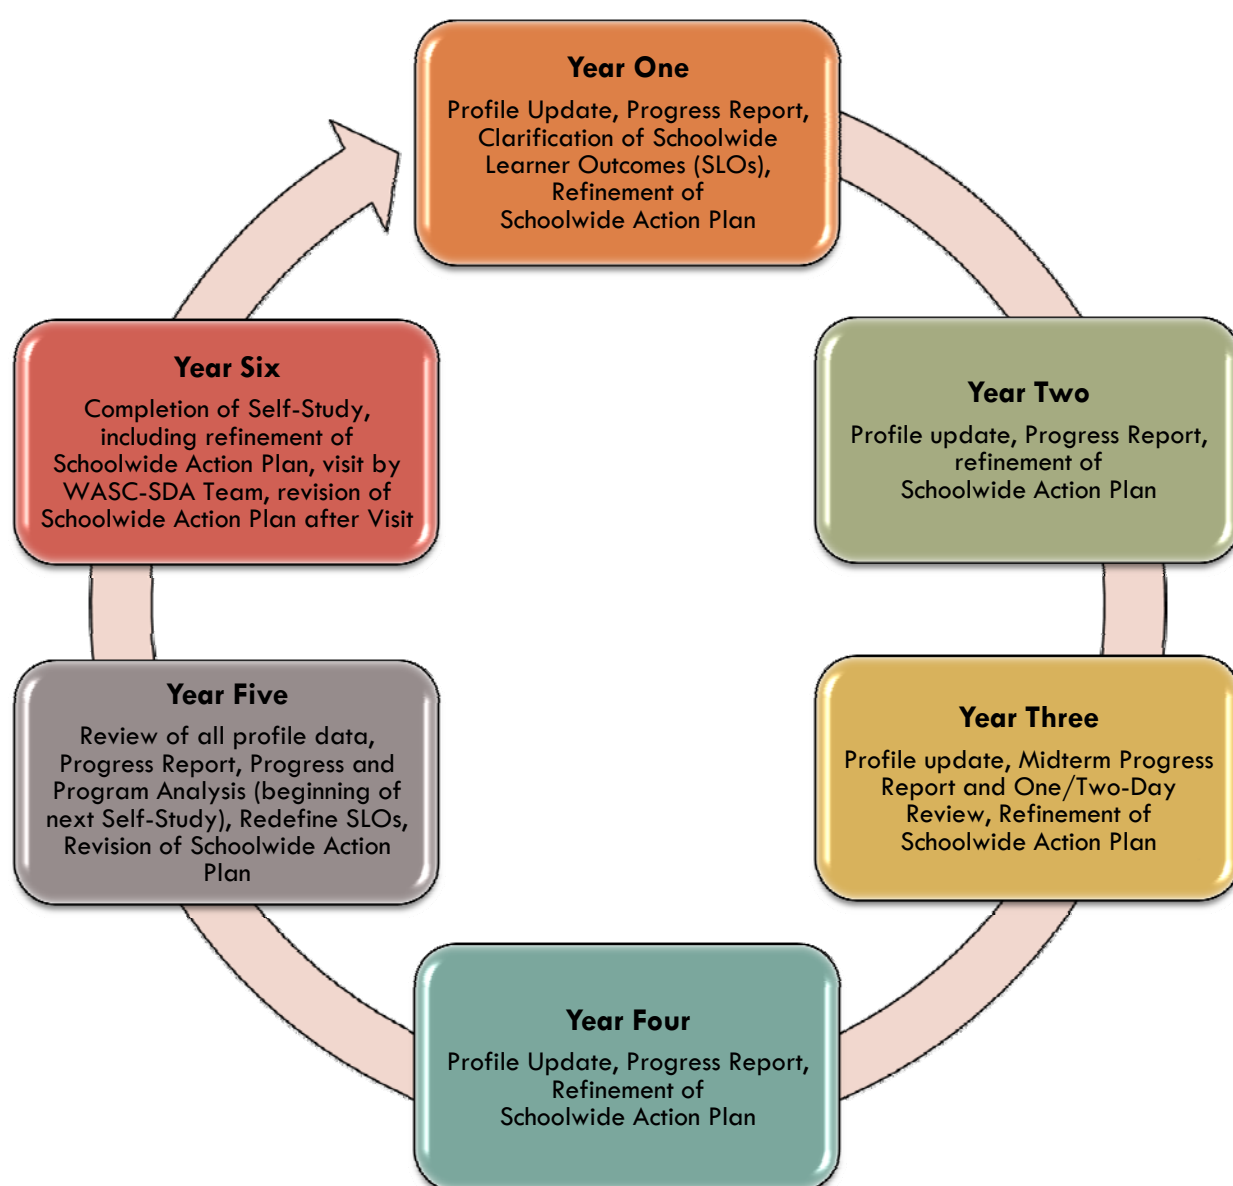 Year One
Profile Update, Progress Report,
Clarification of Schoolwide
Learner Outcomes (SLOs),
Refinement of
Schoolwide Action Plan
Year Two
Profile update, Progress Report,
refinement of
Schoolwide Action Plan
Year Three
Profile update, Midterm Progress
Report and One/Two-Day
Review, Refinement of
Schoolwide Action Plan
Year Four
Profile Update, Progress Report,
Refinement of
Schoolwide Action Plan
Year Five
Review of all profile data,
Progress Report, Progress and
Program Analysis (beginning of
next Self-Study), Redefine SLOs,
Revision of Schoolwide Action
Plan
Year Six
Completion of Self-Study,
including refinement of
Schoolwide Action Plan, visit by
WASC-SDA Team, revision of
Schoolwide Action Plan after Visit